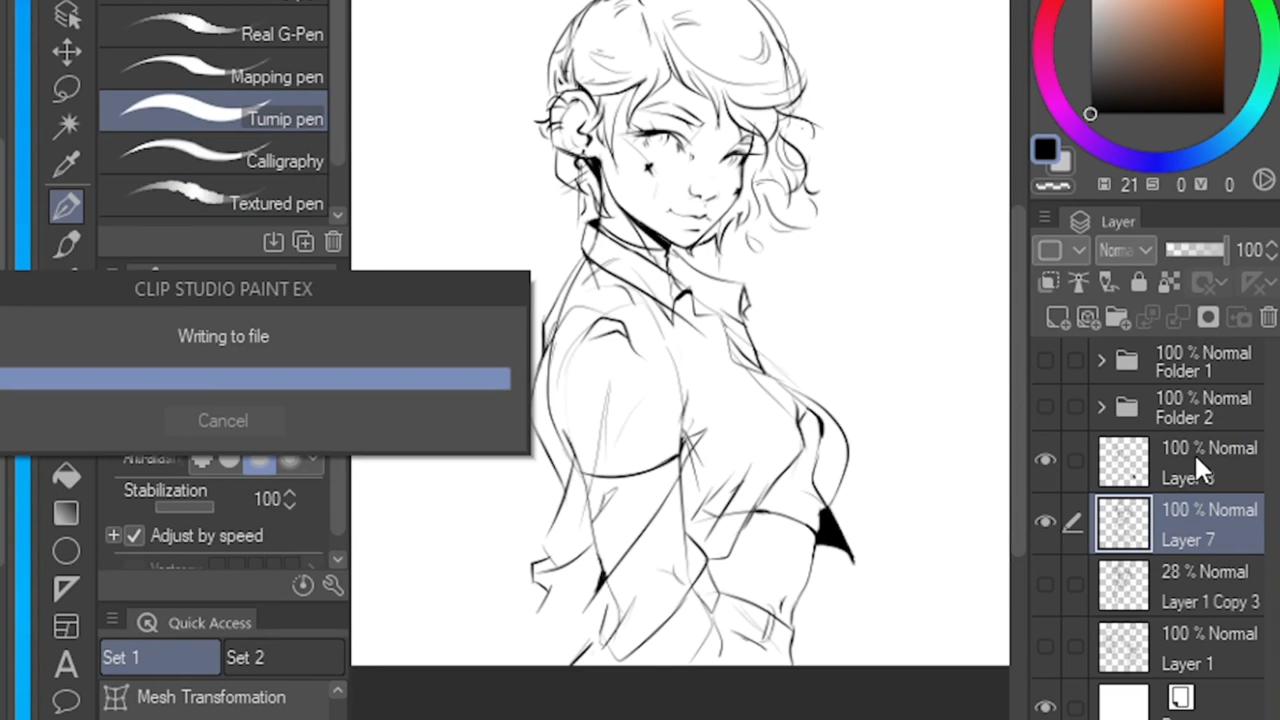 Real G-Pen
Mapping pen
Turnip pen
Calligraphy
Textured pen
CLIP STUDIO PAINT EX
Writing to file
Cancel
Stabilization
100
Adjust by speed
Quick Access
Set 1
Set 2
Mesh Transformation
H 21 S 0 V 0
Layer
100
100 % Normal
Folder 1
100 % Normal
Folder 2
100 % Normal
100 % Normal
Layer 7
28 % Normal
Layer 1 Copy 3
100 % Normal
Layer 1